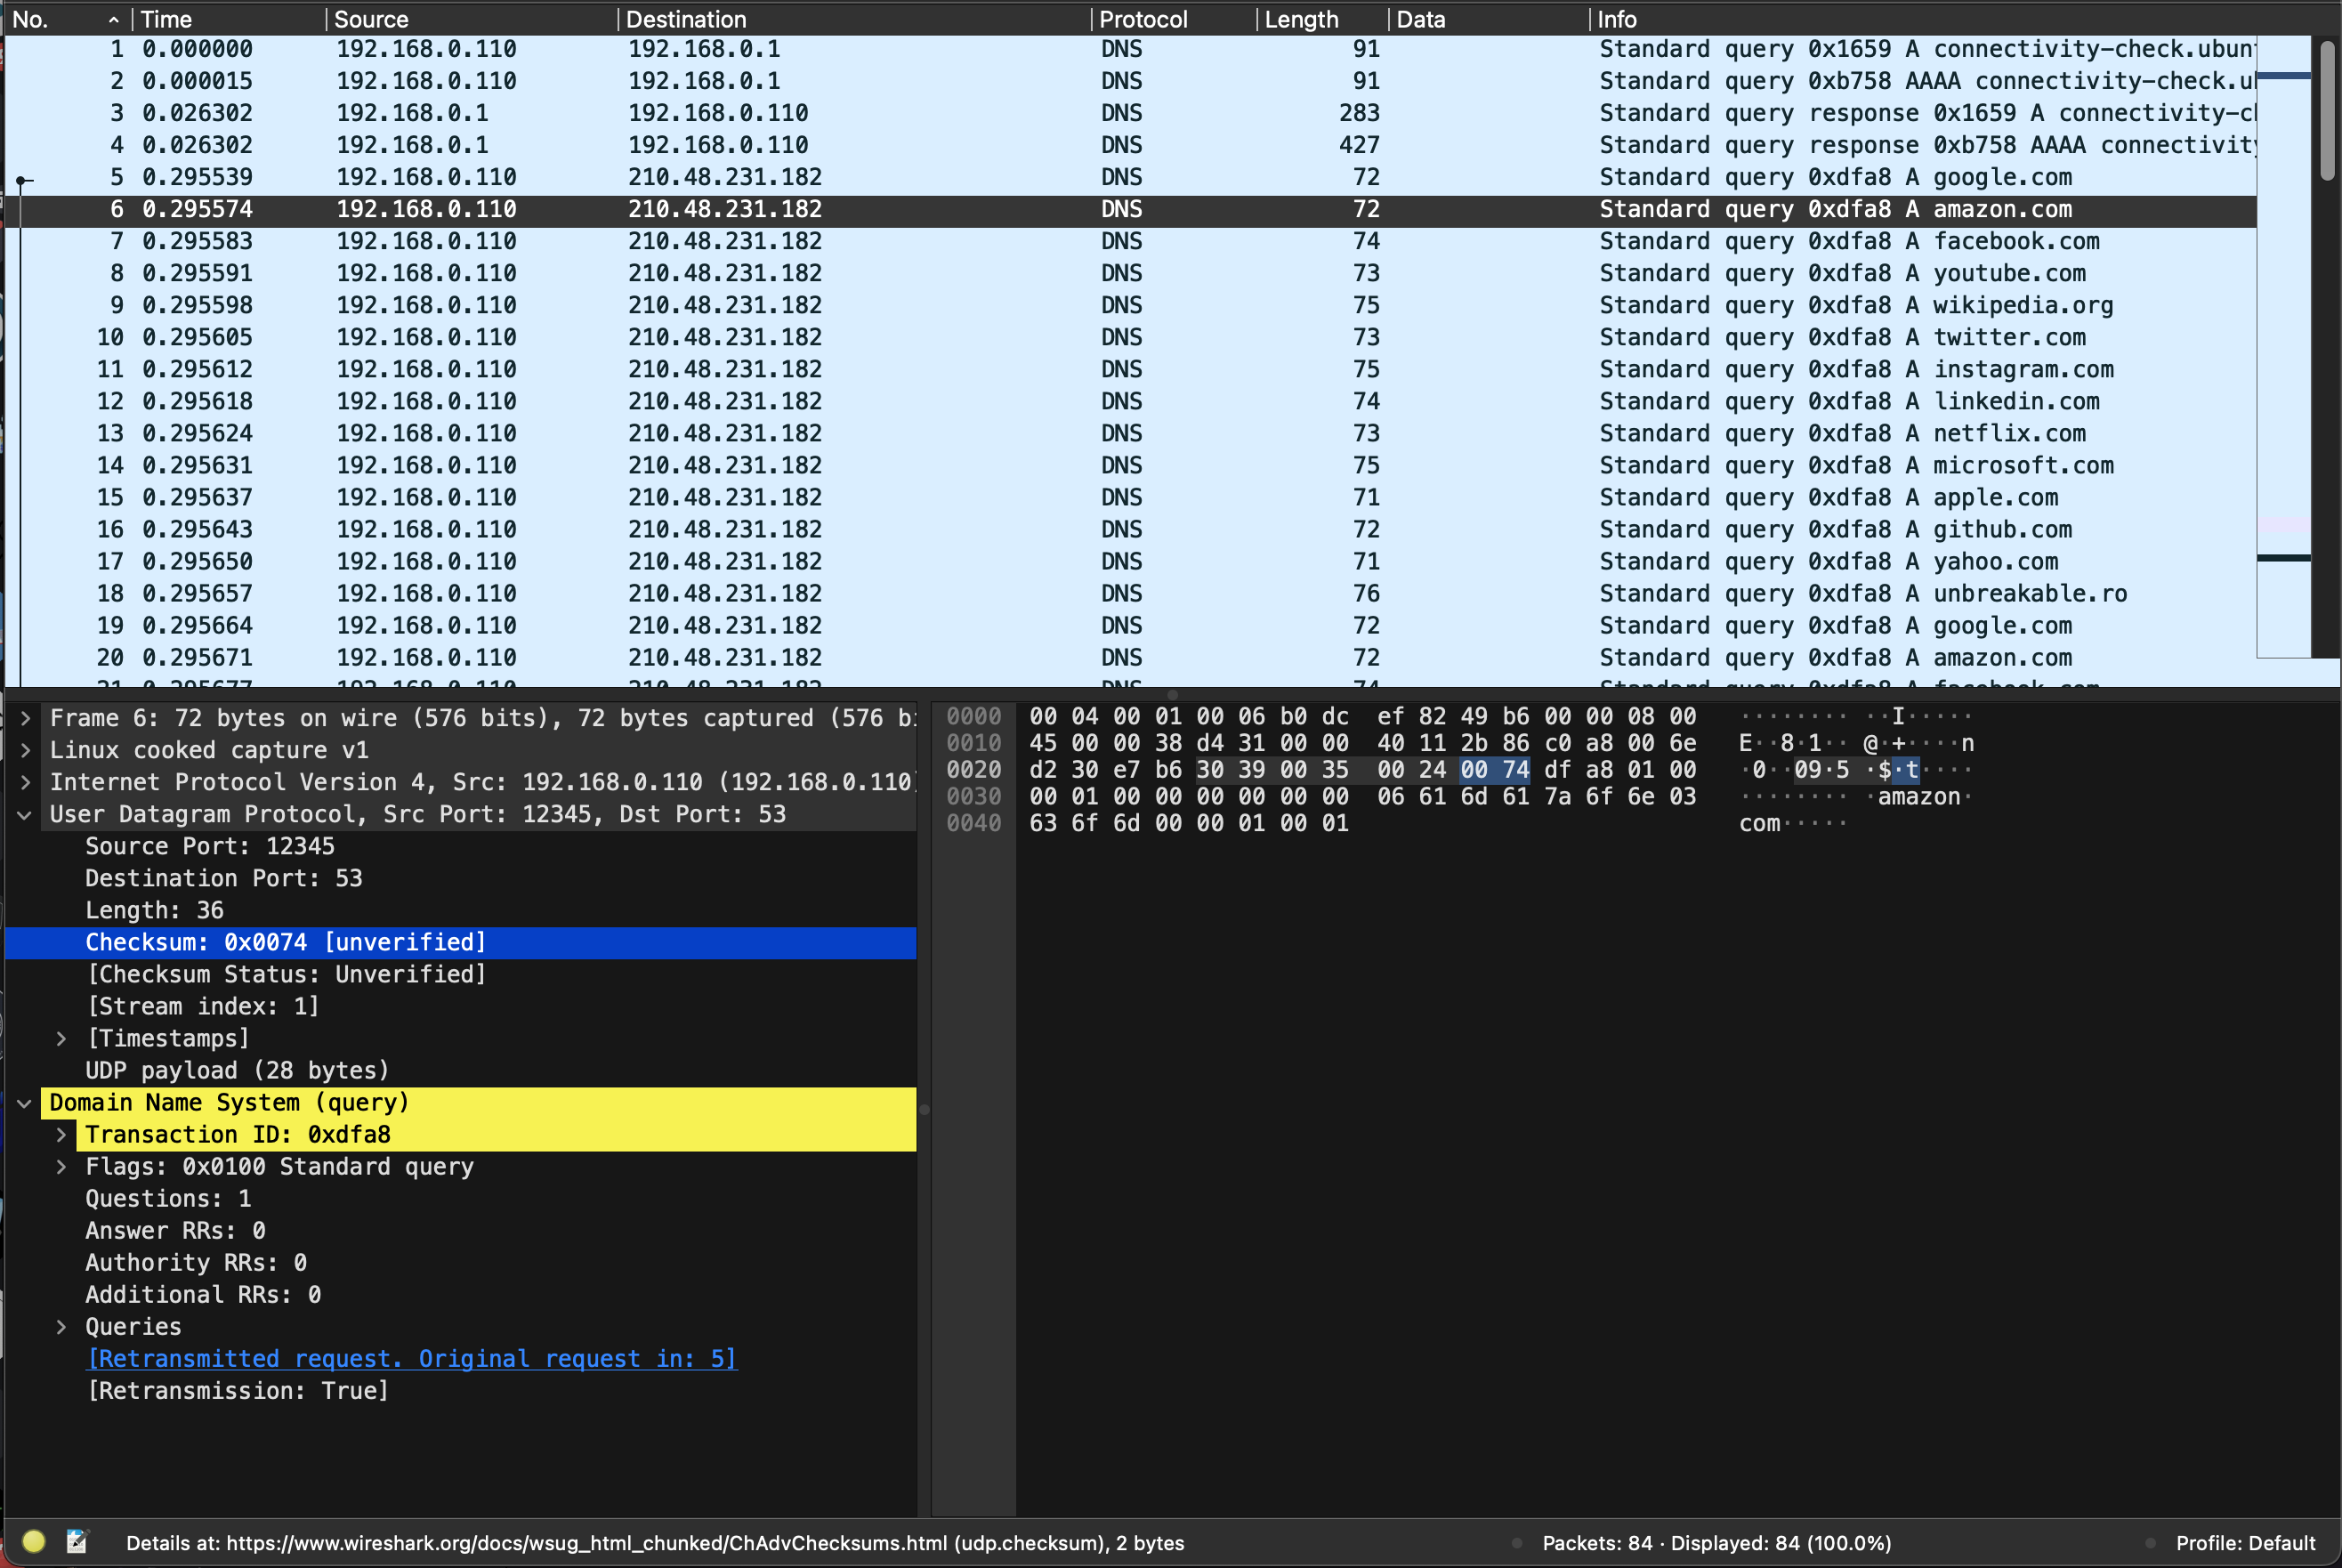 No. Time Source Destination Protocol Length Data Info
1 0.000000 192.168.0.110 192.168.0.1 DNS 91 Standard query 0x1659 A connectivity-check.ubun
2 0.000015 192.168.0.110 192.168.0.1 DNS 91 Standard query 0xb758 AAAA connectivity-check.u
3 0.026302 192.168.0.1 192.168.0.110 DNS 283 Standard query response 0x1659 A connectivity-c
4 0.026302 192.168.0.1 192.168.0.110 DNS 427 Standard query response 0xb758 AAAA connectivity
5 0.295539 192.168.0.110 210.48.231.182 DNS 72 Standard query 0xdfa8 A google.com
6 0.295574 192.168.0.110 210.48.231.182 DNS 72 Standard query 0xdfa8 A amazon.com
7 0.295583 192.168.0.110 210.48.231.182 DNS 74 Standard query 0xdfa8 A facebook.com
8 0.295591 192.168.0.110 210.48.231.182 DNS 73 Standard query 0xdfa8 A youtube.com
9 0.295598 192.168.0.110 210.48.231.182 DNS 75 Standard query 0xdfa8 A wikipedia.org
10 0.295605 192.168.0.110 210.48.231.182 DNS 73 Standard query 0xdfa8 A twitter.com
11 0.295612 192.168.0.110 210.48.231.182 DNS 75 Standard query 0xdfa8 A instagram.com
12 0.295618 192.168.0.110 210.48.231.182 DNS 74 Standard query 0xdfa8 A linkedin.com
13 0.295624 192.168.0.110 210.48.231.182 DNS 73 Standard query 0xdfa8 A netflix.com
14 0.295631 192.168.0.110 210.48.231.182 DNS 75 Standard query 0xdfa8 A microsoft.com
15 0.295637 192.168.0.110 210.48.231.182 DNS 71 Standard query 0xdfa8 A apple.com
16 0.295643 192.168.0.110 210.48.231.182 DNS 72 Standard query 0xdfa8 A github.com
17 0.295650 192.168.0.110 210.48.231.182 DNS 71 Standard query 0xdfa8 A yahoo.com
18 0.295657 192.168.0.110 210.48.231.182 DNS 76 Standard query 0xdfa8 A unbreakable.ro
19 0.295664 192.168.0.110 210.48.231.182 DNS 72 Standard query 0xdfa8 A google.com
20 0.295671 192.168.0.110 210.48.231.182 DNS 72 Standard query 0xdfa8 A amazon.com
21 0.295677 192.168.0.110 210.48.231.182 DNS 74 Standard query 0xdfa8 A facebook.com
Frame 6: 72 bytes on wire (576 bits), 72 bytes captured (576 bi
Linux cooked capture v1
Internet Protocol Version 4, Src: 192.168.0.110 (192.168.0.110)
User Datagram Protocol, Src Port: 12345, Dst Port: 53
Source Port: 12345
Destination Port: 53
Length: 36
Checksum: 0x0074 [unverified]
[Checksum Status: Unverified]
[Stream index: 1]
[Timestamps]
UDP payload (28 bytes)
Domain Name System (query)
Transaction ID: 0xdfa8
Flags: 0x0100 Standard query
Questions: 1
Answer RRs: 0
Authority RRs: 0
Additional RRs: 0
Queries
[Retransmitted request. Original request in: 5]
[Retransmission: True]
0000 00 04 00 01 00 06 b0 dc ef 82 49 b6 00 00 08 00 ········ ··I·····
0010 45 00 00 38 d4 31 00 00 40 11 2b 86 c0 a8 00 6e E··8·1·· @·+····n
0020 d2 30 e7 b6 30 39 00 35 00 24 00 74 df a8 01 00 ·0··09·5 ·$·t····
0030 00 01 00 00 00 00 00 00 06 61 6d 61 7a 6f 6e 03 ········ ·amazon·
0040 63 6f 6d 00 00 01 00 01 com·····
Details at: https://www.wireshark.org/docs/wsug_html_chunked/ChAdvChecksums.html (udp.checksum), 2 bytes
Packets: 84 · Displayed: 84 (100.0%)
Profile: Default